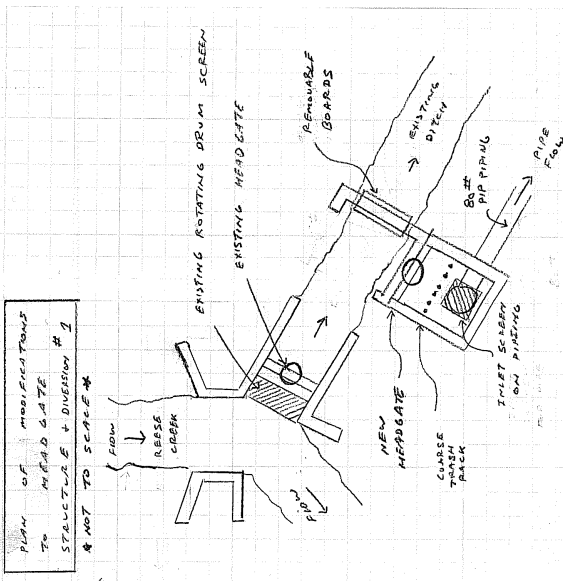 PLAN OF MODIFICATIONS
TO HEADGATE
STRUCTURE + DIVERSION # 1
* NOT TO SCALE *
FLOW
REESE
CREEK
FLOW
EXISTING ROTATING DRUM SCREEN
EXISTING HEADGATE
REMOVABLE
BOARDS
EXISTING
DITCH
80#
PIP PIPING
PIPE
FLOW
NEW
HEADGATE
COARSE
TRASH
RACK
INLET SCREEN
ON PIPING